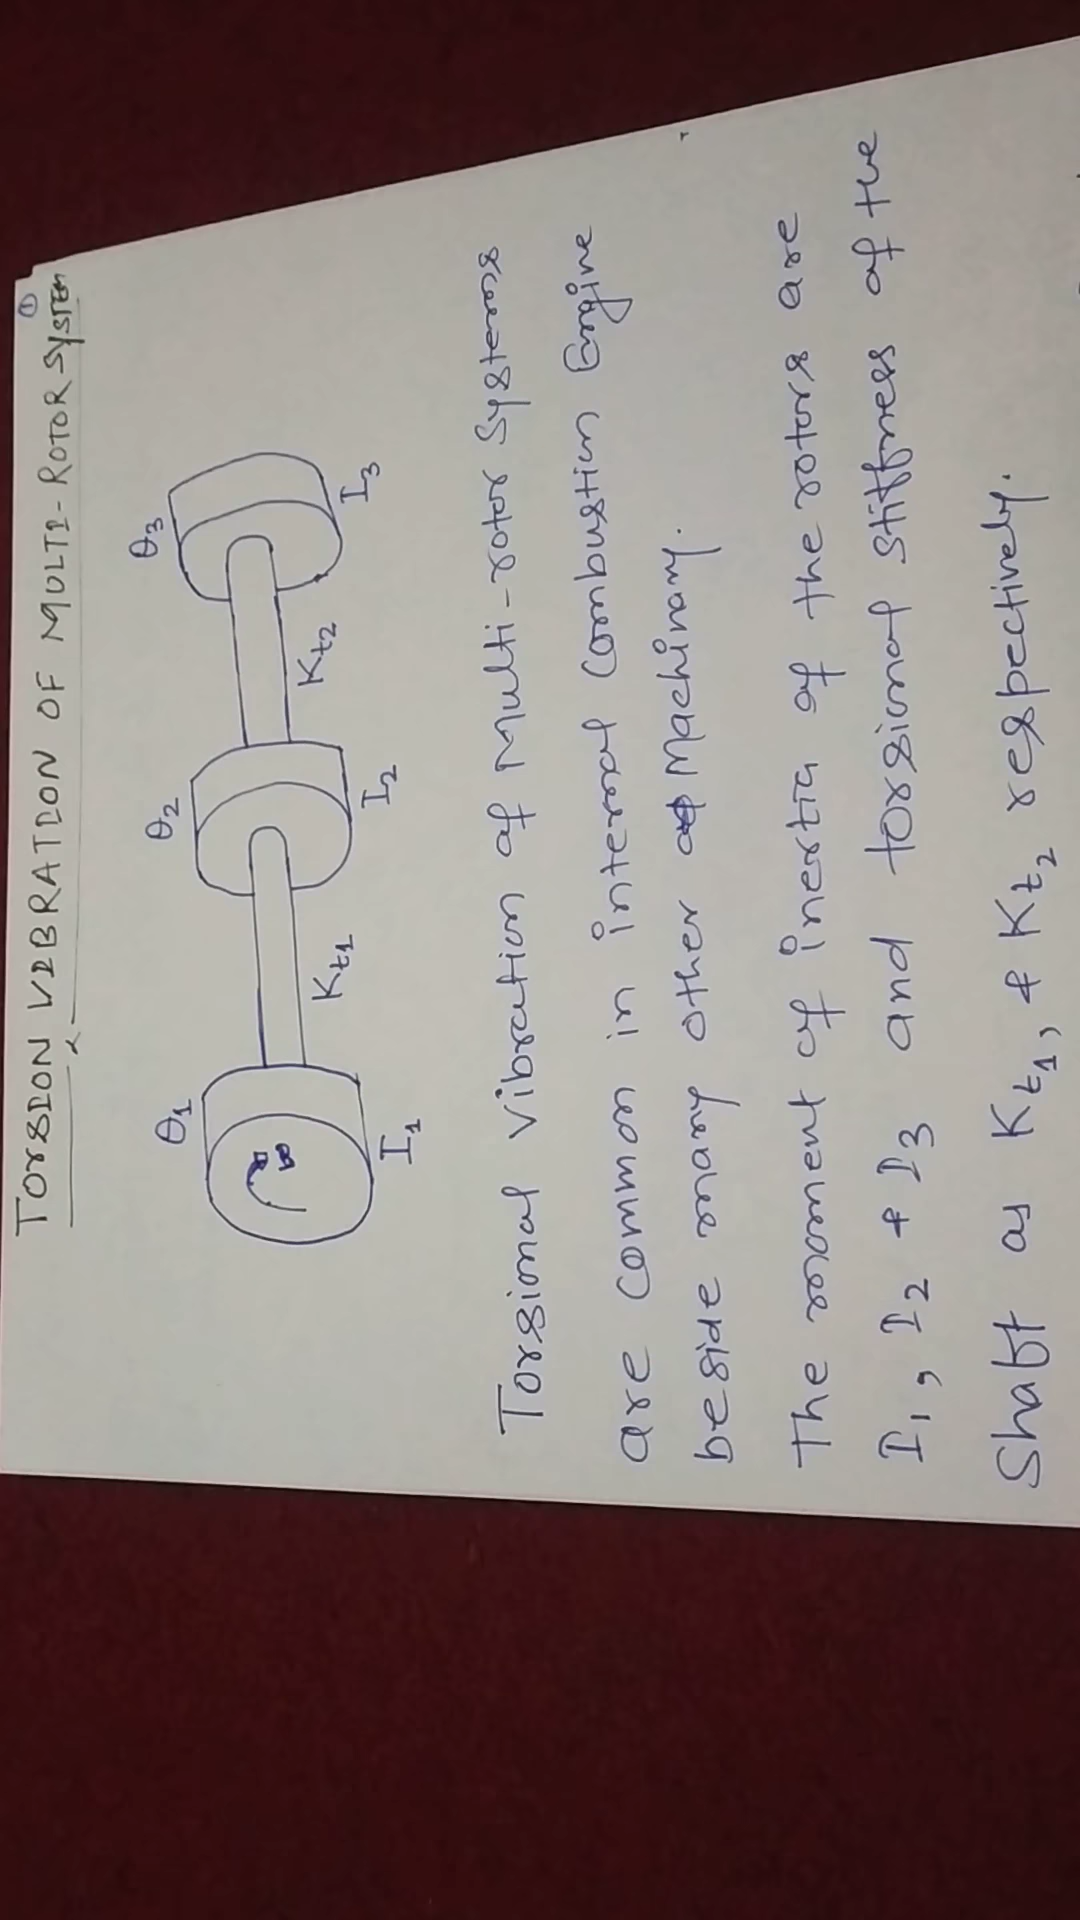 ①
TORSION VIBRATION OF MULTI-ROTOR SYSTEM
θ1 θ2 θ3
Kt1 Kt2
I1 I2 I3
Torsional Vibration of Multi-rotor Systems
are common in internal Combustion Engine
beside many other Machinary.
The moment of inertia of the rotors are
I1, I2 & I3 and torsional stiffness of the
Shaft as Kt1, & Kt2 respectively.